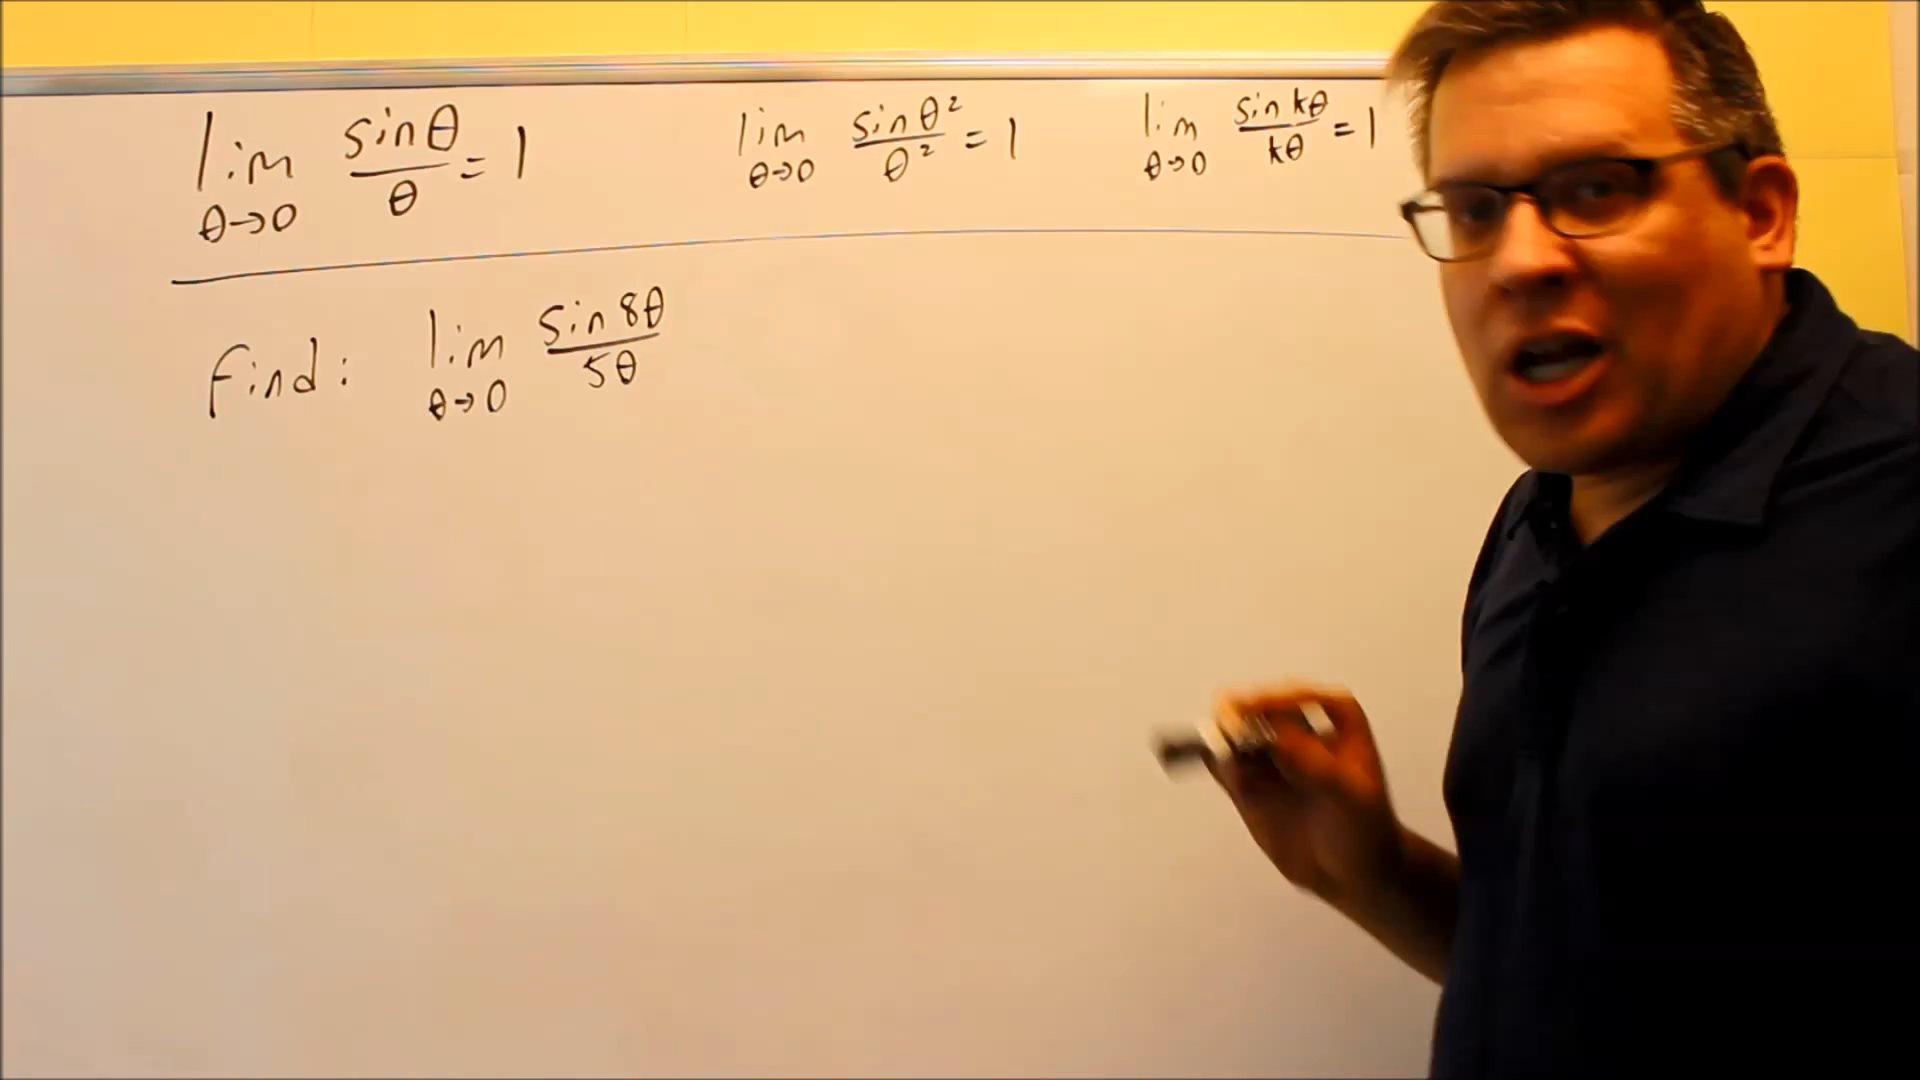 lim θ→0 sinθ/θ = 1
lim θ→0 sinθ²/θ² = 1
lim θ→0 sin kθ/kθ = 1
Find: lim θ→0 sin 8θ/5θ